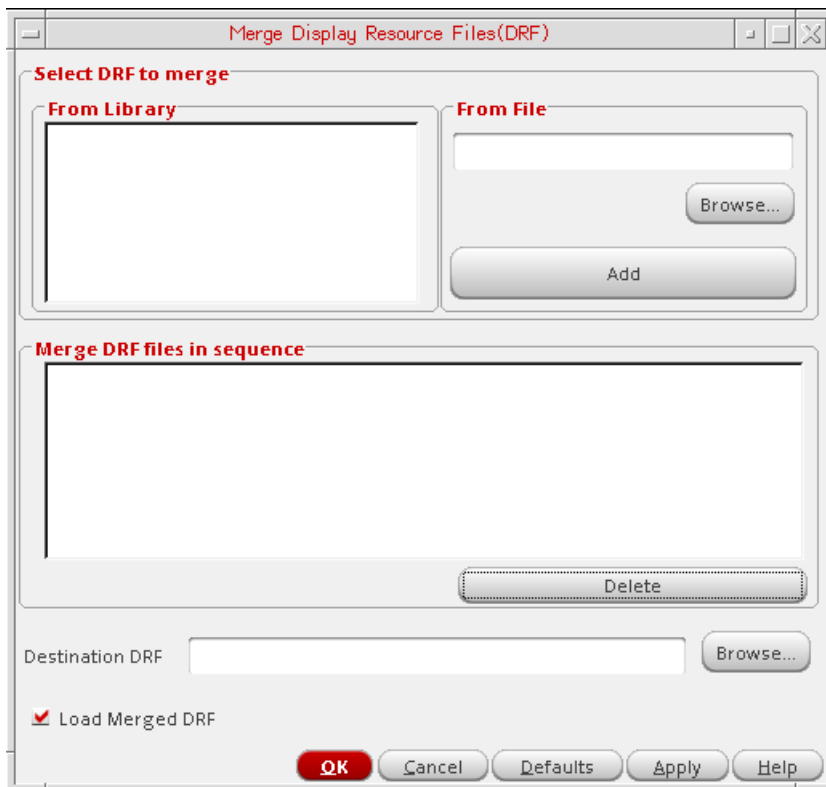 Merge Display Resource Files(DRF)
Select DRF to merge
From Library
From File
Browse...
Add
Merge DRF files in sequence
Delete
Destination DRF
Browse...
Load Merged DRF
OK Cancel Defaults Apply Help